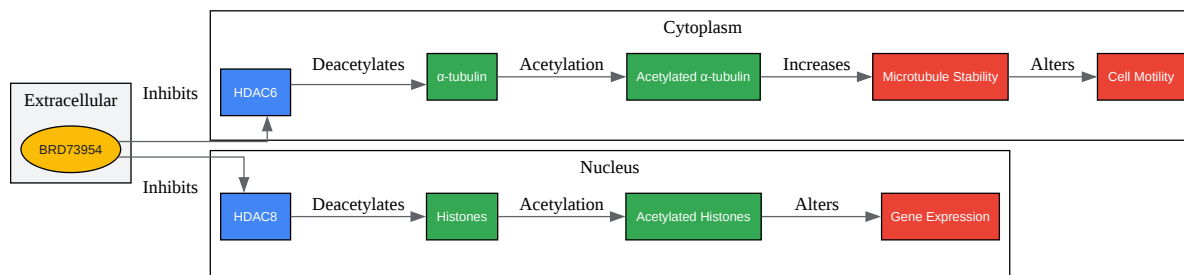 Cytoplasm
Extracellular
BRD73954
Inhibits
HDAC6
Deacetylates
α-tubulin
Acetylation
Acetylated α-tubulin
Increases
Microtubule Stability
Alters
Cell Motility
Nucleus
Inhibits
HDAC8
Deacetylates
Histones
Acetylation
Acetylated Histones
Alters
Gene Expression